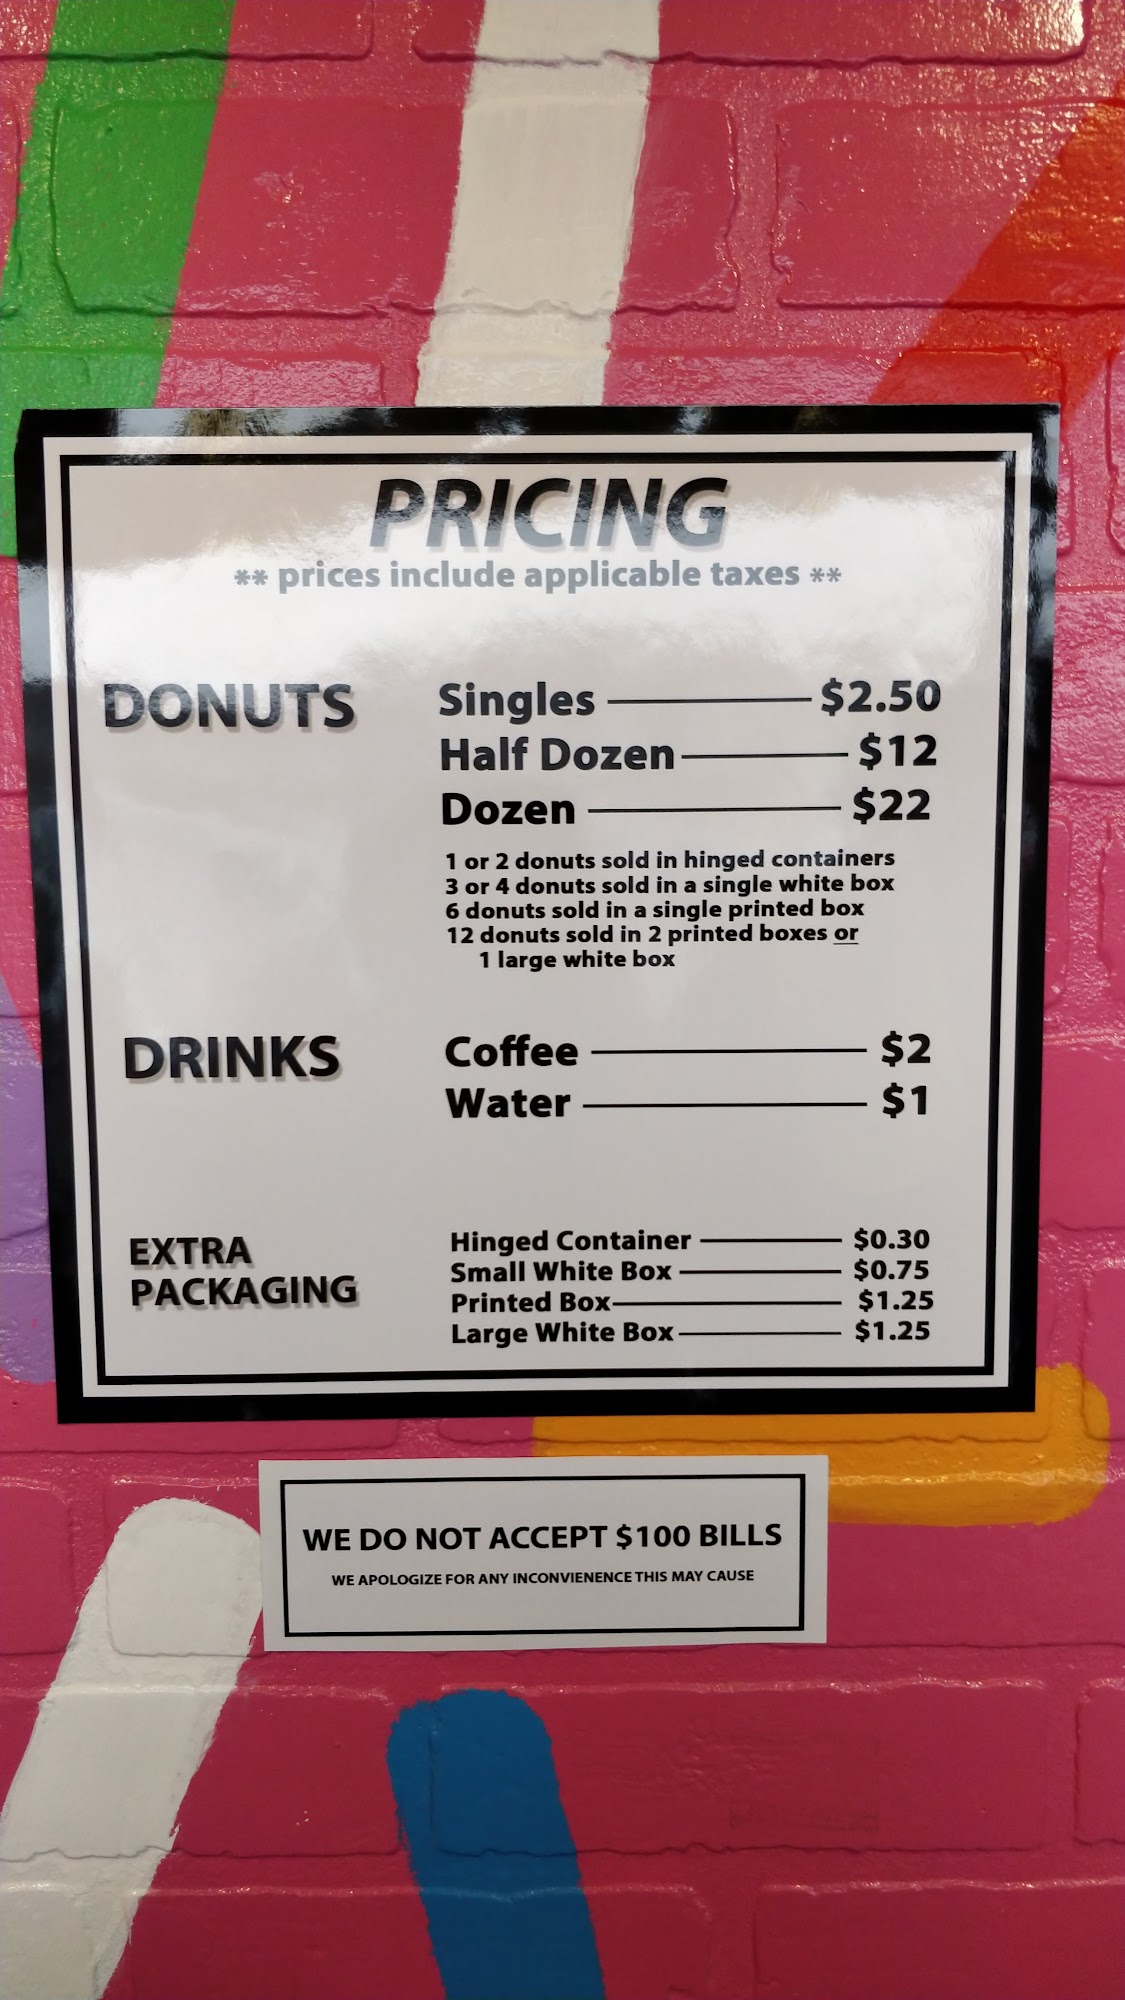 PRICING
** prices include applicable taxes **
DONUTS
Singles $2.50
Half Dozen $12
Dozen $22
1 or 2 donuts sold in hinged containers
3 or 4 donuts sold in a single white box
6 donuts sold in a single printed box
12 donuts sold in 2 printed boxes or
1 large white box
DRINKS
Coffee $2
Water $1
EXTRA
PACKAGING
Hinged Container $0.30
Small White Box $0.75
Printed Box $1.25
Large White Box $1.25
WE DO NOT ACCEPT $100 BILLS
WE APOLOGIZE FOR ANY INCONVIENENCE THIS MAY CAUSE